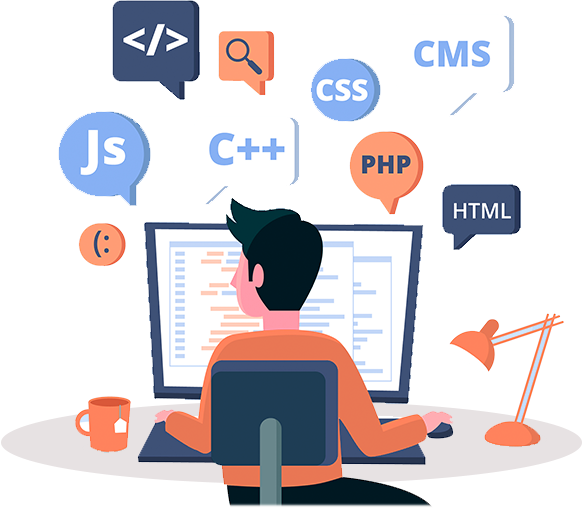 </>
CMS
CSS
Js
C++
PHP
HTML
(: